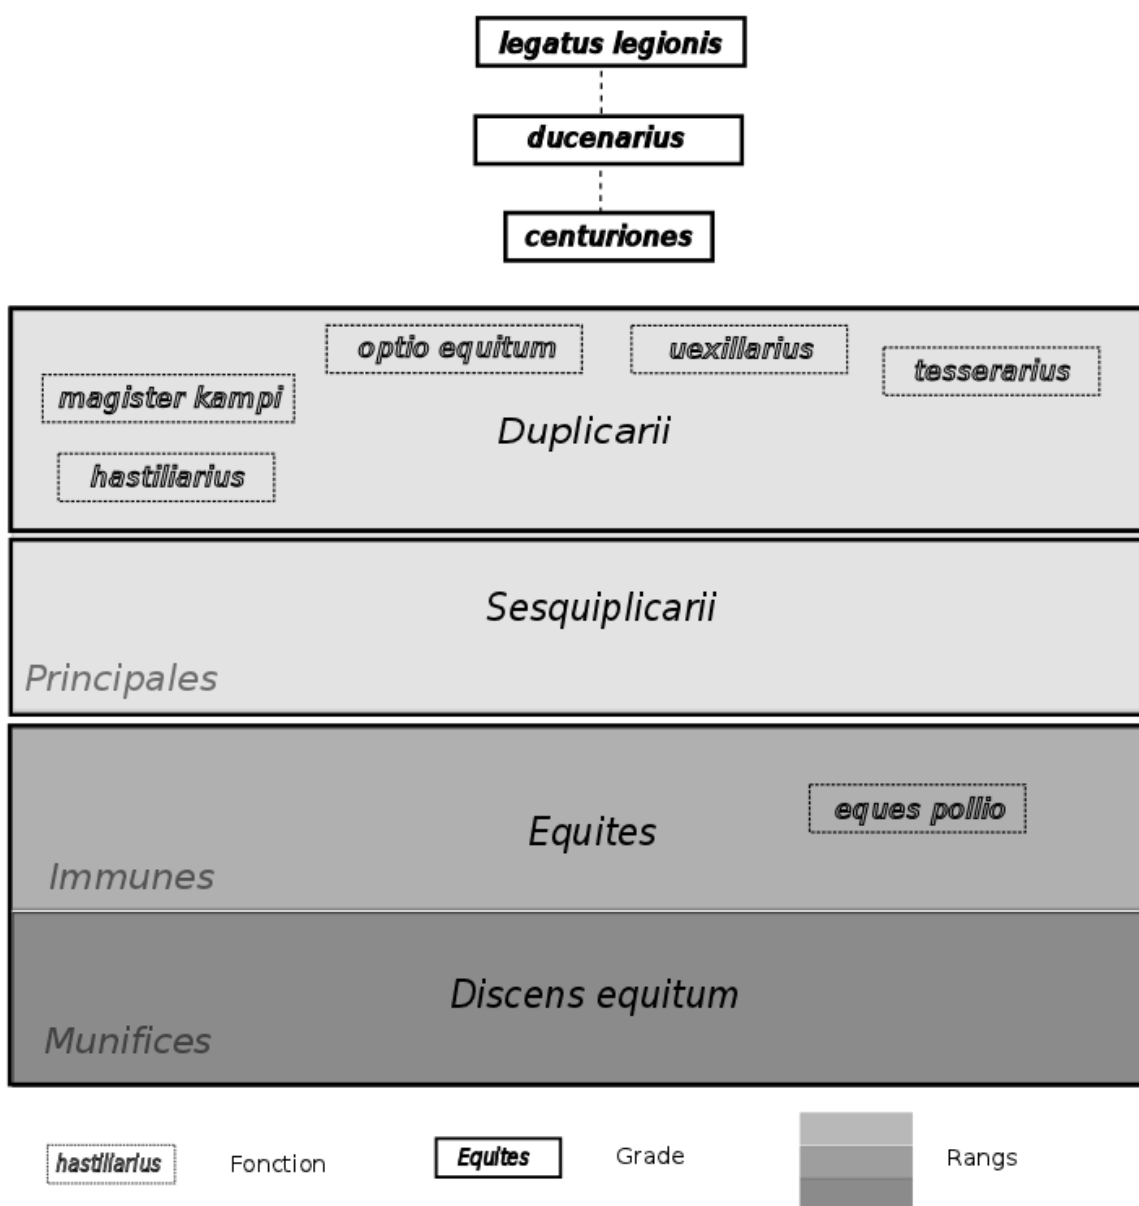 legatus legionis
ducenarius
centuriones
optio equitum
uexillarius
tesserarius
magister kampi
Duplicarii
hastiliarius
Sesquiplicarii
Principales
eques pollio
Equites
Immunes
Discens equitum
Munifices
hastiliarius
Fonction
Equites
Grade
Rangs